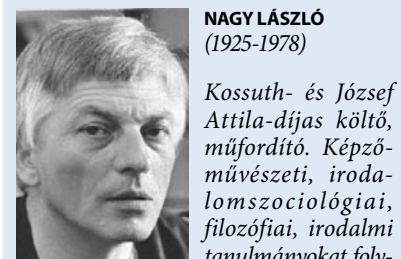 NAGY LÁSZLÓ
(1925-1978)
Kossuth- és József
Attila-díjas költő,
műfordító. Képző-
művészeti, iroda-
lomszociológiai,
filozófiai, irodalmi
tanulmányokat foly-